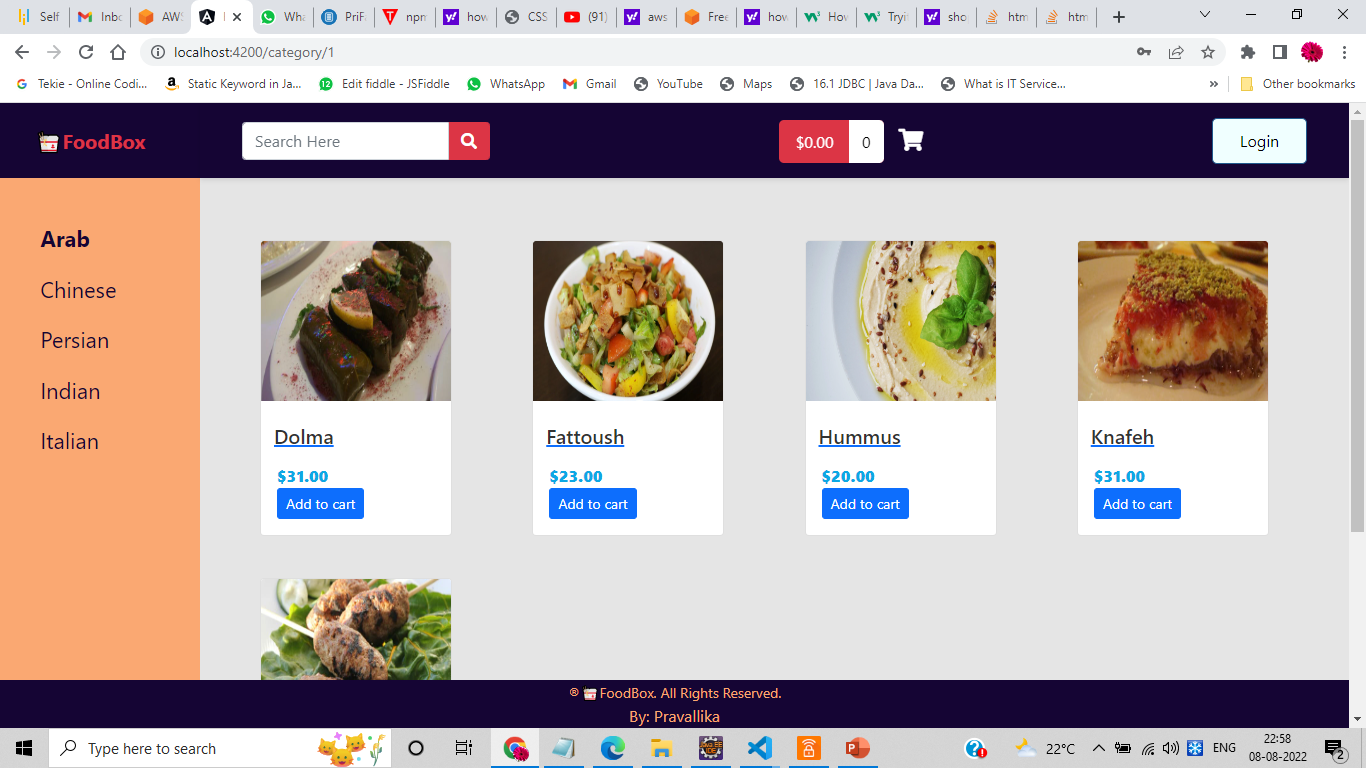 Self
Inbo
AWS
Wha
PriF
npm
how
CSS
(91)
aws
Free
how
How
Tryi
sho
htm
htm
localhost:4200/category/1
Tekie - Online Codi...
Static Keyword in Ja...
Edit fiddle - JSFiddle
WhatsApp
Gmail
YouTube
Maps
16.1 JDBC | Java Da...
What is IT Service...
»
Other bookmarks
FoodBox
Search Here
$0.00
0
Login
Arab
Chinese
Persian
Indian
Italian
Dolma
$31.00
Add to cart
Fattoush
$23.00
Add to cart
Hummus
$20.00
Add to cart
Knafeh
$31.00
Add to cart
® FoodBox. All Rights Reserved.
By: Pravallika
Type here to search
22°C
ENG
22:58
08-08-2022
2